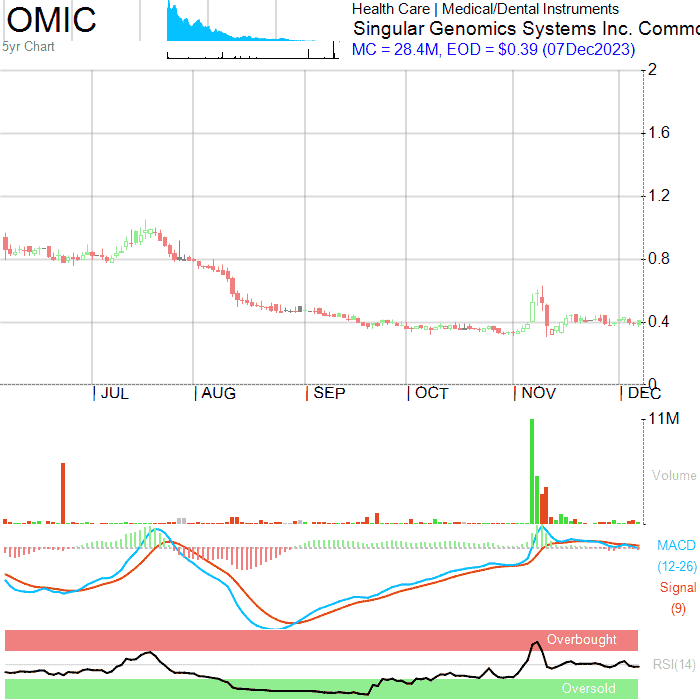 OMIC
5yr Chart
Health Care | Medical/Dental Instruments
Singular Genomics Systems Inc. Commo
MC = 28.4M, EOD = $0.39 (07Dec2023)
2
1.6
1.2
0.8
0.4
0
JUL AUG SEP OCT NOV DEC
11M
Volume
MACD
(12-26)
Signal
(9)
Overbought
RSI(14)
Oversold